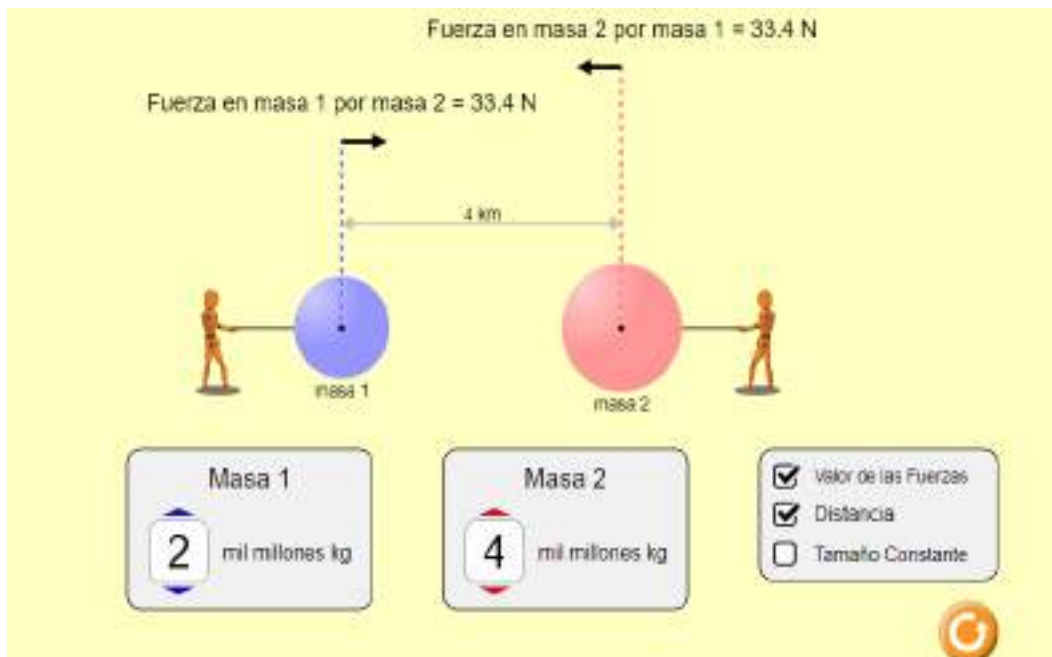 Fuerza en masa 2 por masa 1 = 33.4 N
Fuerza en masa 1 por masa 2 = 33.4 N
4 km
masa 1
masa 2
Masa 1
2 mil millones kg
Masa 2
4 mil millones kg
Valor de las Fuerzas
Distancia
Tamaño Constante